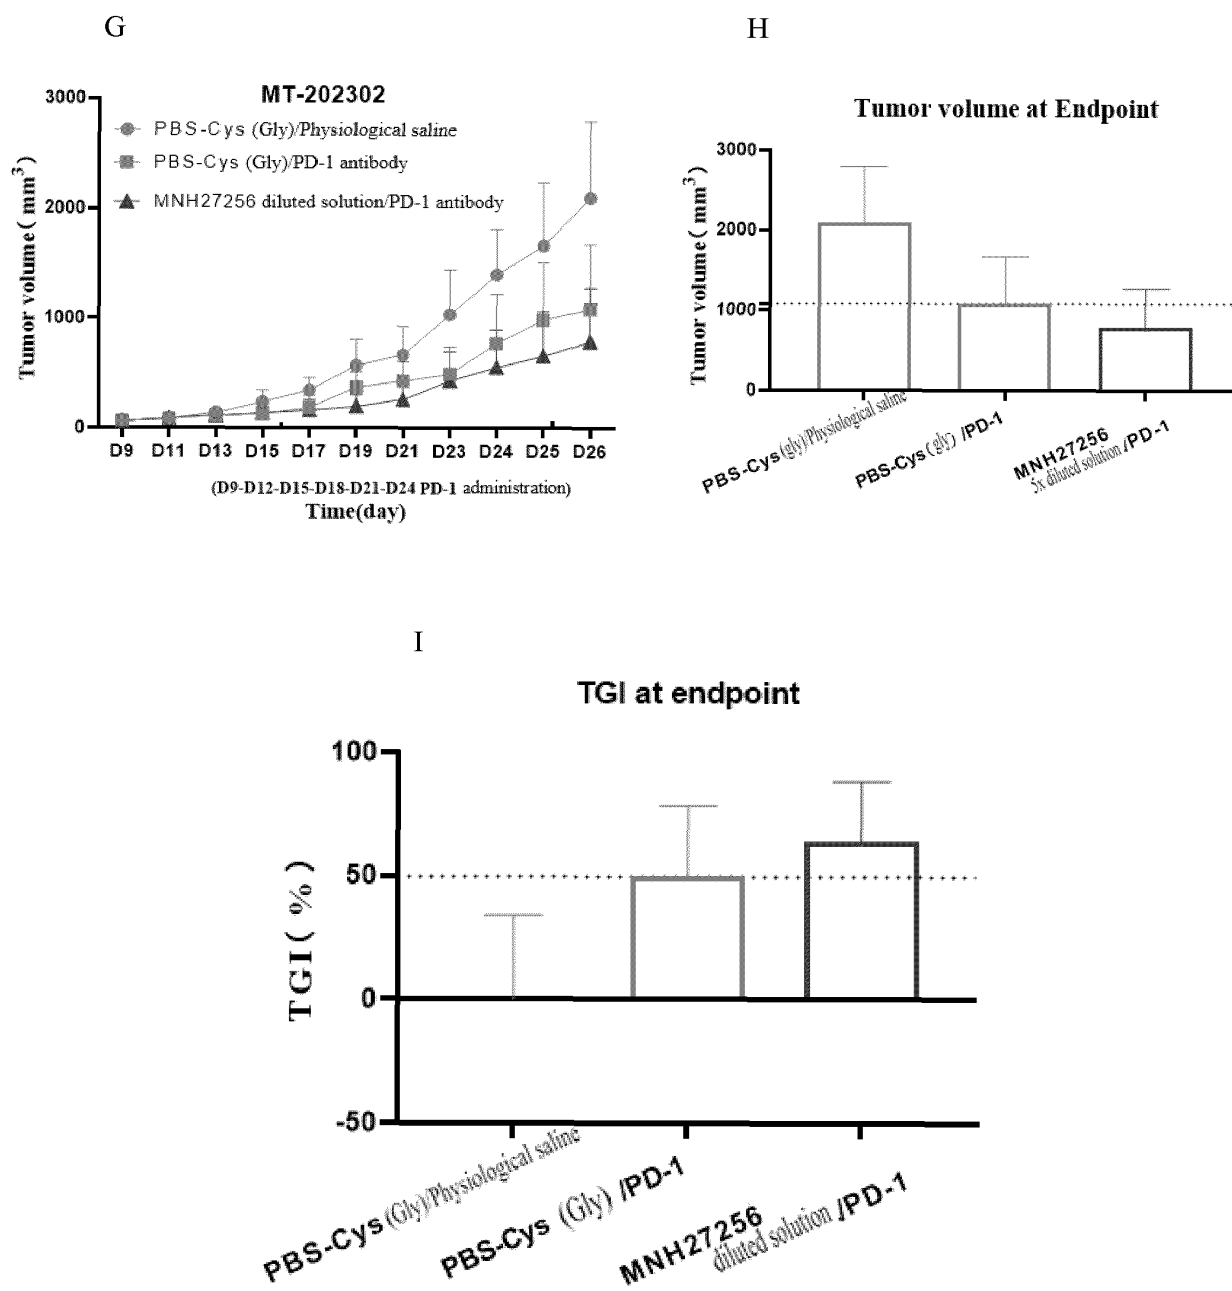 G
MT-202302
3000
2000
1000
0
Tumor volume( mm3)
PBS-Cys (Gly)/Physiological saline
PBS-Cys (Gly)/PD-1 antibody
MNH27256 diluted solution/PD-1 antibody
D9 D11 D13 D15 D17 D19 D21 D23 D24 D25 D26
(D9-D12-D15-D18-D21-D24 PD-1 administration)
Time(day)
H
Tumor volume at Endpoint
3000
2000
1000
0
Tumor volume( mm3)
PBS-Cys(gly)/Physiological saline
PBS-Cys(gly) /PD-1
MNH27256
5x diluted solution /PD-1
I
TGI at endpoint
100
50
0
-50
TGI( %)
PBS-Cys(Gly)/Physiological saline
PBS-Cys (Gly) /PD-1
MNH27256
diluted solution /PD-1